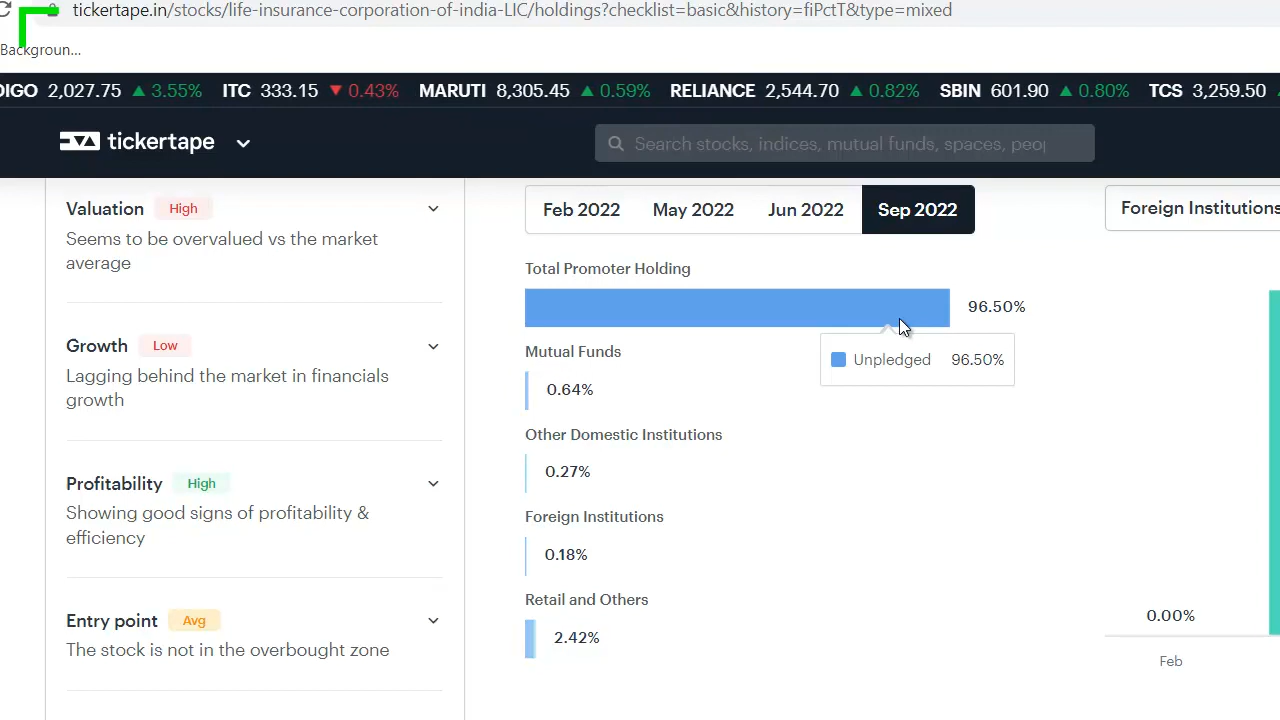 tickertape.in/stocks/life-insurance-corporation-of-india-LIC/holdings?checklist=basic&history=fiPctT&type=mixed
Backgroun...
DIGO 2,027.75 ▲ 3.55% ITC 333.15 ▼ 0.43% MARUTI 8,305.45 ▲ 0.59% RELIANCE 2,544.70 ▲ 0.82% SBIN 601.90 ▲ 0.80% TCS 3,259.50
tickertape
Search stocks, indices, mutual funds, spaces, peop
Valuation High
Seems to be overvalued vs the market
average
Growth Low
Lagging behind the market in financials
growth
Profitability High
Showing good signs of profitability &
efficiency
Entry point Avg
The stock is not in the overbought zone
Feb 2022 May 2022 Jun 2022 Sep 2022
Total Promoter Holding
96.50%
Unpledged 96.50%
Mutual Funds
0.64%
Other Domestic Institutions
0.27%
Foreign Institutions
0.18%
Retail and Others
2.42%
Foreign Institutions
0.00%
Feb